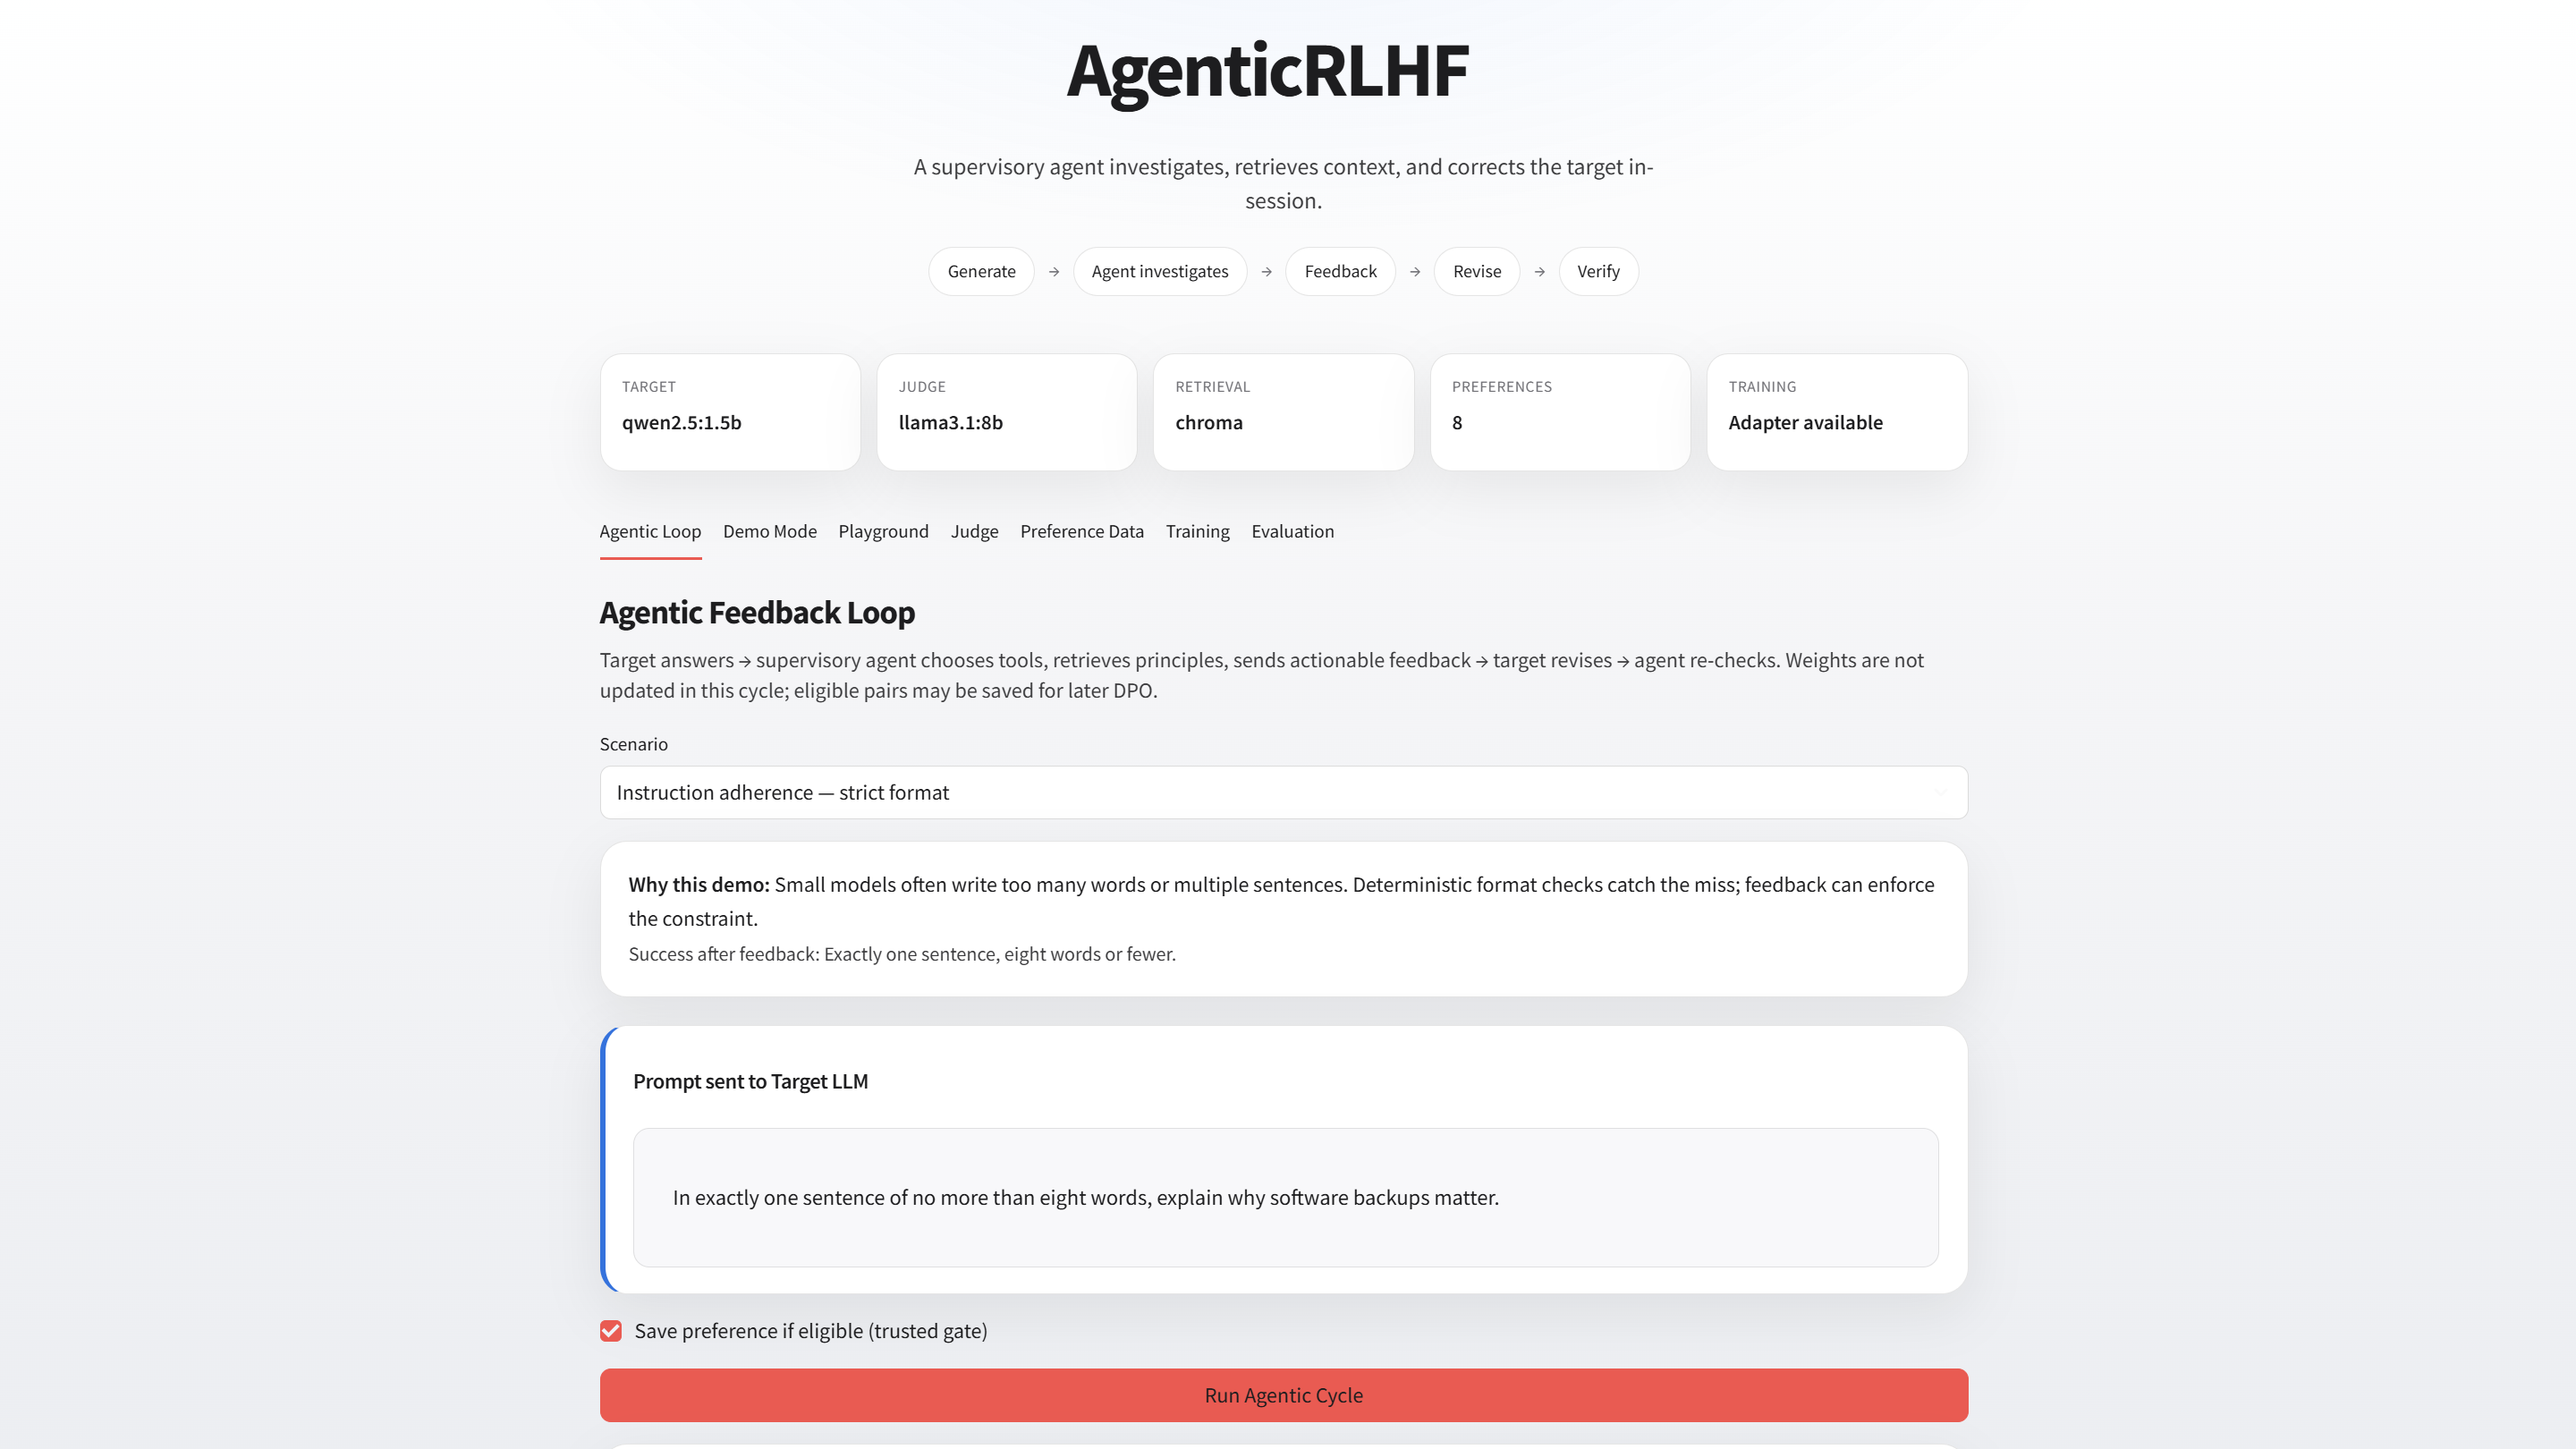 AgenticRLHF
A supervisory agent investigates, retrieves context, and corrects the target in-
session.
Generate → Agent investigates → Feedback → Revise → Verify
TARGET
qwen2.5:1.5b
JUDGE
llama3.1:8b
RETRIEVAL
chroma
PREFERENCES
8
TRAINING
Adapter available
Agentic Loop Demo Mode Playground Judge Preference Data Training Evaluation
Agentic Feedback Loop
Target answers → supervisory agent chooses tools, retrieves principles, sends actionable feedback → target revises → agent re-checks. Weights are not
updated in this cycle; eligible pairs may be saved for later DPO.
Scenario
Instruction adherence — strict format
Why this demo: Small models often write too many words or multiple sentences. Deterministic format checks catch the miss; feedback can enforce
the constraint.
Success after feedback: Exactly one sentence, eight words or fewer.
Prompt sent to Target LLM
In exactly one sentence of no more than eight words, explain why software backups matter.
Save preference if eligible (trusted gate)
Run Agentic Cycle